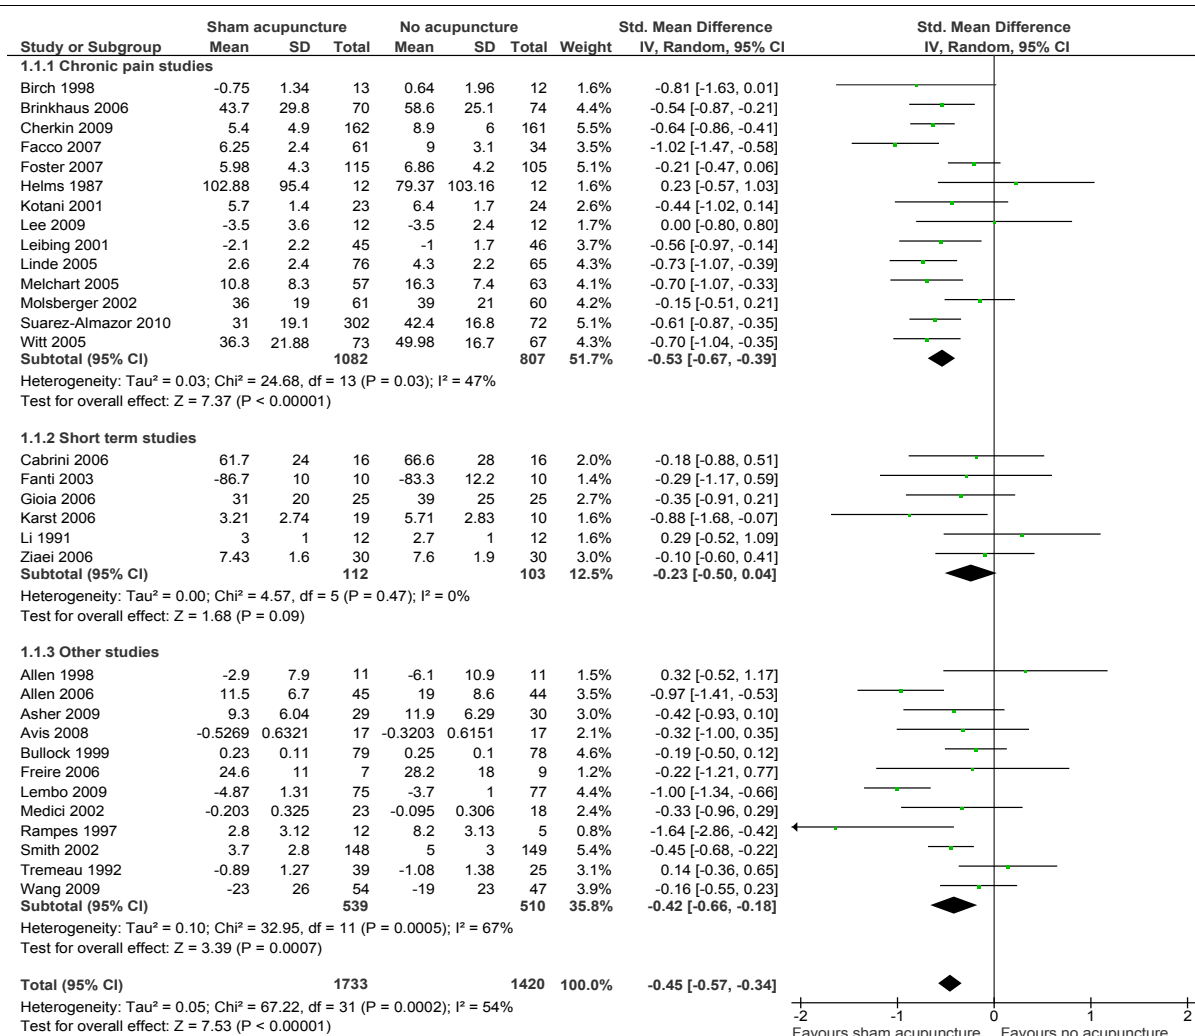 Sham acupuncture No acupuncture Std. Mean Difference Std. Mean Difference
Study or Subgroup Mean SD Total Mean SD Total Weight IV, Random, 95% CI IV, Random, 95% CI
1.1.1 Chronic pain studies
Birch 1998 -0.75 1.34 13 0.64 1.96 12 1.6% -0.81 [-1.63, 0.01]
Brinkhaus 2006 43.7 29.8 70 58.6 25.1 74 4.4% -0.54 [-0.87, -0.21]
Cherkin 2009 5.4 4.9 162 8.9 6 161 5.5% -0.64 [-0.86, -0.41]
Facco 2007 6.25 2.4 61 9 3.1 34 3.5% -1.02 [-1.47, -0.58]
Foster 2007 5.98 4.3 115 6.86 4.2 105 5.1% -0.21 [-0.47, 0.06]
Helms 1987 102.88 95.4 12 79.37 103.16 12 1.6% 0.23 [-0.57, 1.03]
Kotani 2001 5.7 1.4 23 6.4 1.7 24 2.6% -0.44 [-1.02, 0.14]
Lee 2009 -3.5 3.6 12 -3.5 2.4 12 1.6% 0.00 [-0.80, 0.80]
Leibing 2001 -2.1 2.2 45 -1 1.7 46 3.7% -0.56 [-0.97, -0.14]
Linde 2005 2.6 2.4 76 4.3 2.2 65 4.3% -0.73 [-1.07, -0.39]
Melchart 2005 10.8 8.3 57 16.3 7.4 63 4.1% -0.70 [-1.07, -0.33]
Molsberger 2002 36 19 61 39 21 60 4.2% -0.15 [-0.51, 0.21]
Suarez-Almazor 2010 31 19.1 302 42.4 16.8 72 5.1% -0.61 [-0.87, -0.35]
Witt 2005 36.3 21.88 73 49.98 16.7 67 4.3% -0.70 [-1.04, -0.35]
Subtotal (95% CI) 1082 807 51.7% -0.53 [-0.67, -0.39]
Heterogeneity: Tau² = 0.03; Chi² = 24.68, df = 13 (P = 0.03); I² = 47%
Test for overall effect: Z = 7.37 (P < 0.00001)
1.1.2 Short term studies
Cabrini 2006 61.7 24 16 66.6 28 16 2.0% -0.18 [-0.88, 0.51]
Fanti 2003 -86.7 10 10 -83.3 12.2 10 1.4% -0.29 [-1.17, 0.59]
Gioia 2006 31 20 25 39 25 25 2.7% -0.35 [-0.91, 0.21]
Karst 2006 3.21 2.74 19 5.71 2.83 10 1.6% -0.88 [-1.68, -0.07]
Li 1991 3 1 12 2.7 1 12 1.6% 0.29 [-0.52, 1.09]
Ziaei 2006 7.43 1.6 30 7.6 1.9 30 3.0% -0.10 [-0.60, 0.41]
Subtotal (95% CI) 112 103 12.5% -0.23 [-0.50, 0.04]
Heterogeneity: Tau² = 0.00; Chi² = 4.57, df = 5 (P = 0.47); I² = 0%
Test for overall effect: Z = 1.68 (P = 0.09)
1.1.3 Other studies
Allen 1998 -2.9 7.9 11 -6.1 10.9 11 1.5% 0.32 [-0.52, 1.17]
Allen 2006 11.5 6.7 45 19 8.6 44 3.5% -0.97 [-1.41, -0.53]
Asher 2009 9.3 6.04 29 11.9 6.29 30 3.0% -0.42 [-0.93, 0.10]
Avis 2008 -0.5269 0.6321 17 -0.3203 0.6151 17 2.1% -0.32 [-1.00, 0.35]
Bullock 1999 0.23 0.11 79 0.25 0.1 78 4.6% -0.19 [-0.50, 0.12]
Freire 2006 24.6 11 7 28.2 18 9 1.2% -0.22 [-1.21, 0.77]
Lembo 2009 -4.87 1.31 75 -3.7 1 77 4.4% -1.00 [-1.34, -0.66]
Medici 2002 -0.203 0.325 23 -0.095 0.306 18 2.4% -0.33 [-0.96, 0.29]
Rampes 1997 2.8 3.12 12 8.2 3.13 5 0.8% -1.64 [-2.86, -0.42]
Smith 2002 3.7 2.8 148 5 3 149 5.4% -0.45 [-0.68, -0.22]
Tremeau 1992 -0.89 1.27 39 -1.08 1.38 25 3.1% 0.14 [-0.36, 0.65]
Wang 2009 -23 26 54 -19 23 47 3.9% -0.16 [-0.55, 0.23]
Subtotal (95% CI) 539 510 35.8% -0.42 [-0.66, -0.18]
Heterogeneity: Tau² = 0.10; Chi² = 32.95, df = 11 (P = 0.0005); I² = 67%
Test for overall effect: Z = 3.39 (P = 0.0007)
Total (95% CI) 1733 1420 100.0% -0.45 [-0.57, -0.34]
Heterogeneity: Tau² = 0.05; Chi² = 67.22, df = 31 (P = 0.0002); I² = 54%
Test for overall effect: Z = 7.53 (P < 0.00001)
-2 -1 0 1 2
Favours sham acupuncture Favours no acupuncture